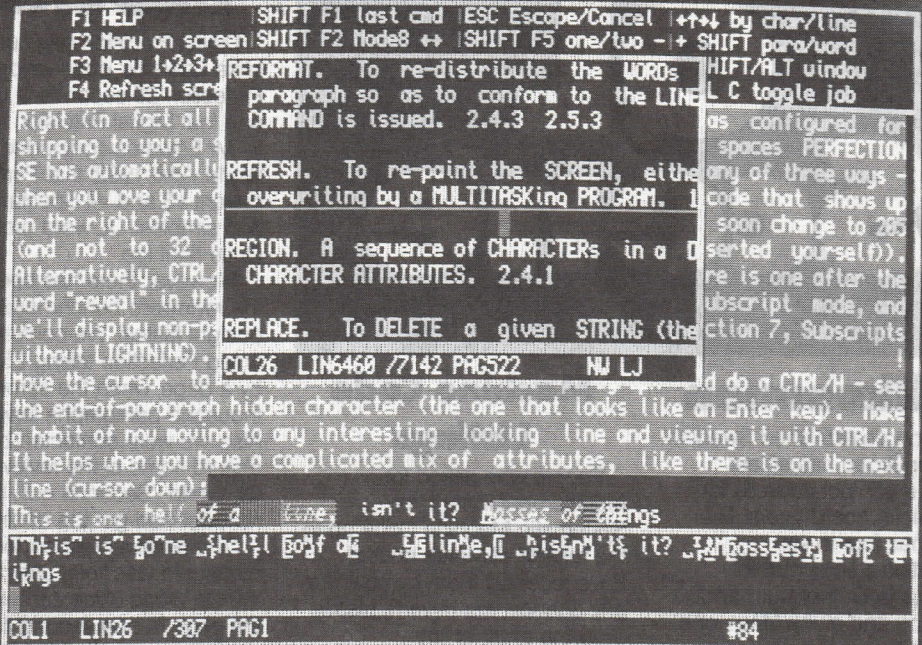 F1 HELP |SHIFT F1 last cmd |ESC Escape/Cancel |←↑→↓ by char/line
F2 Menu on screen|SHIFT F2 Mode8 ↔ |SHIFT F5 one/two -|+ SHIFT para/word
F3 Menu 1→2→3→1 HIFT/ALT window
F4 Refresh scre L C toggle job
REFORMAT. To re-distribute the WORDs
paragraph so as to conform to the LINE
COMMAND is issued. 2.4.3 2.5.3
REFRESH. To re-paint the SCREEN, eithe
overwriting by a MULTITASKing PROGRAM. 1
REGION. A sequence of CHARACTERs in a D
CHARACTER ATTRIBUTES. 2.4.1
REPLACE. To DELETE a given STRING (the
COL26 LIN6460 /7142 PAG522 NW LJ
Right (in fact all as configured for
shipping to you; a s spaces PERFECTION
SE has automatically any of three ways -
when you move your c code that shows up
on the right of the soon change to 205
(and not to 32 serted yourself)).
Alternatively, CTRL/ re is one after the
word "reveal" in the ubscript mode, and
we'll display non-ps ction 7, Subscripts
without LIGHTNING).
Move the cursor to d do a CTRL/H - see
the end-of-paragraph hidden character (the one that looks like an Enter key). Make
a habit of now moving to any interesting looking line and viewing it with CTRL/H.
It helps when you have a complicated mix of attributes, like there is on the next
line (cursor down):
This is one helf of a line, isn't it? Masses of things
COL1 LIN26 /307 PAG1 #84